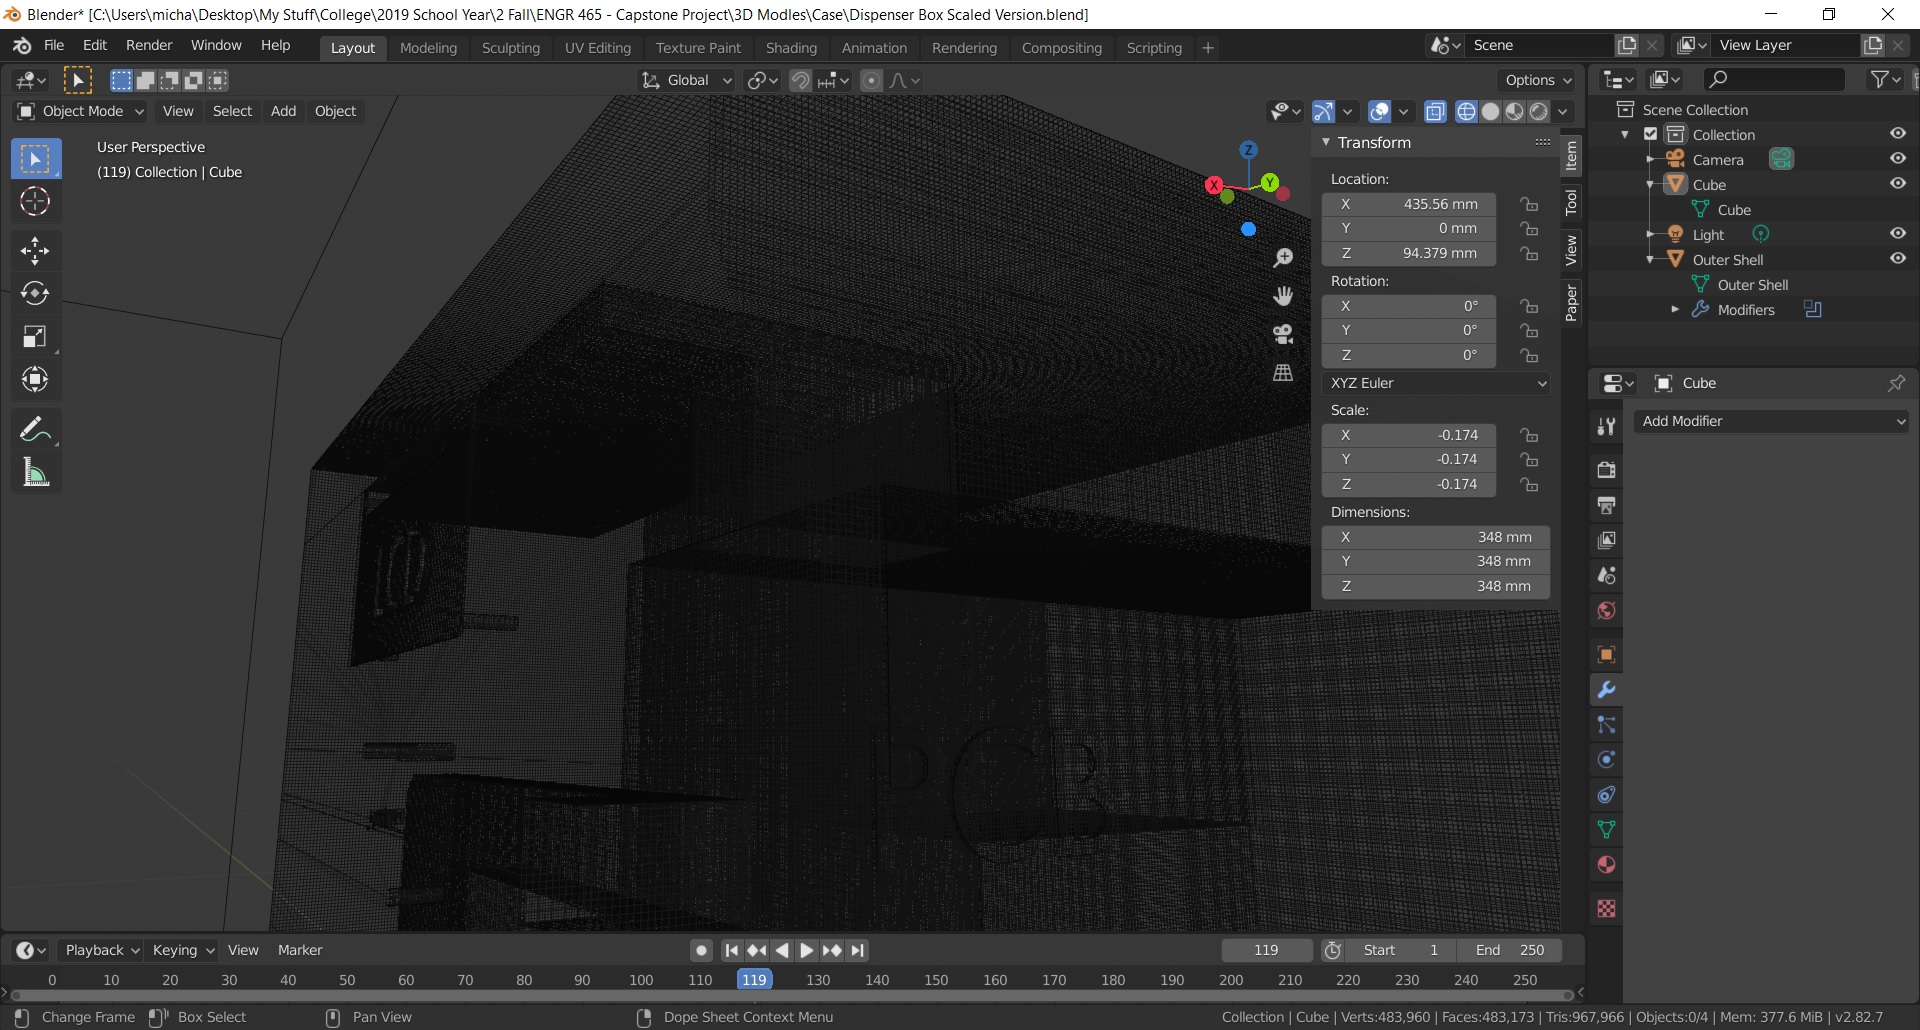 Blender* [C:\Users\micha\Desktop\My Stuff\College\2019 School Year\2 Fall\ENGR 465 - Capstone Project\3D Modles\Case\Dispenser Box Scaled Version.blend]
File Edit Render Window Help
Layout Modeling Sculpting UV Editing Texture Paint Shading Animation Rendering Compositing Scripting +
Scene
View Layer
Global
Options
Object Mode View Select Add Object
User Perspective
(119) Collection | Cube
Z
X
Y
PCB
Transform
Location:
X 435.56 mm
Y 0 mm
Z 94.379 mm
Rotation:
X 0°
Y 0°
Z 0°
XYZ Euler
Scale:
X -0.174
Y -0.174
Z -0.174
Dimensions:
X 348 mm
Y 348 mm
Z 348 mm
Item
Tool
View
Paper
Scene Collection
Collection
Camera
Cube
Cube
Light
Outer Shell
Outer Shell
Modifiers
Cube
Add Modifier
Playback Keying View Marker
119 Start 1 End 250
0 10 20 30 40 50 60 70 80 90 100 110 119 130 140 150 160 170 180 190 200 210 220 230 240 250
Change Frame Box Select Pan View Dope Sheet Context Menu
Collection | Cube | Verts:483,960 | Faces:483,173 | Tris:967,966 | Objects:0/4 | Mem: 377.6 MiB | v2.82.7